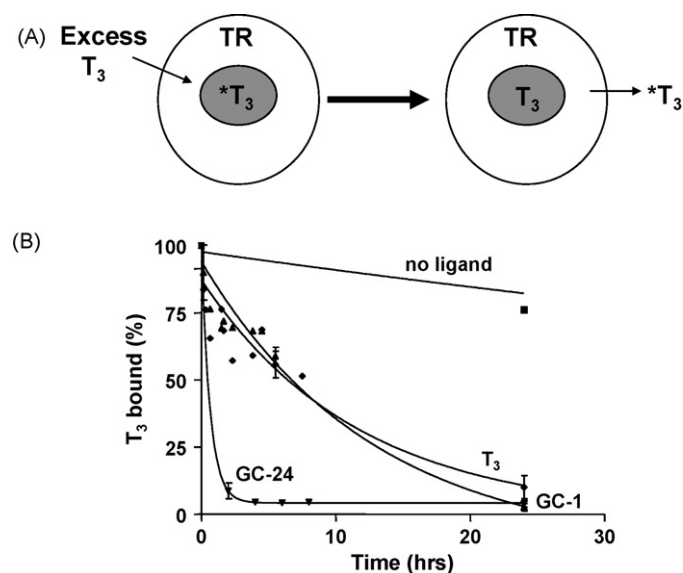 (A)
Excess
T₃
TR
*T₃
TR
T₃
*T₃
(B)
T₃ bound (%)
100
75
50
25
0
no ligand
GC-24
T₃
GC-1
0
10
20
30
Time (hrs)